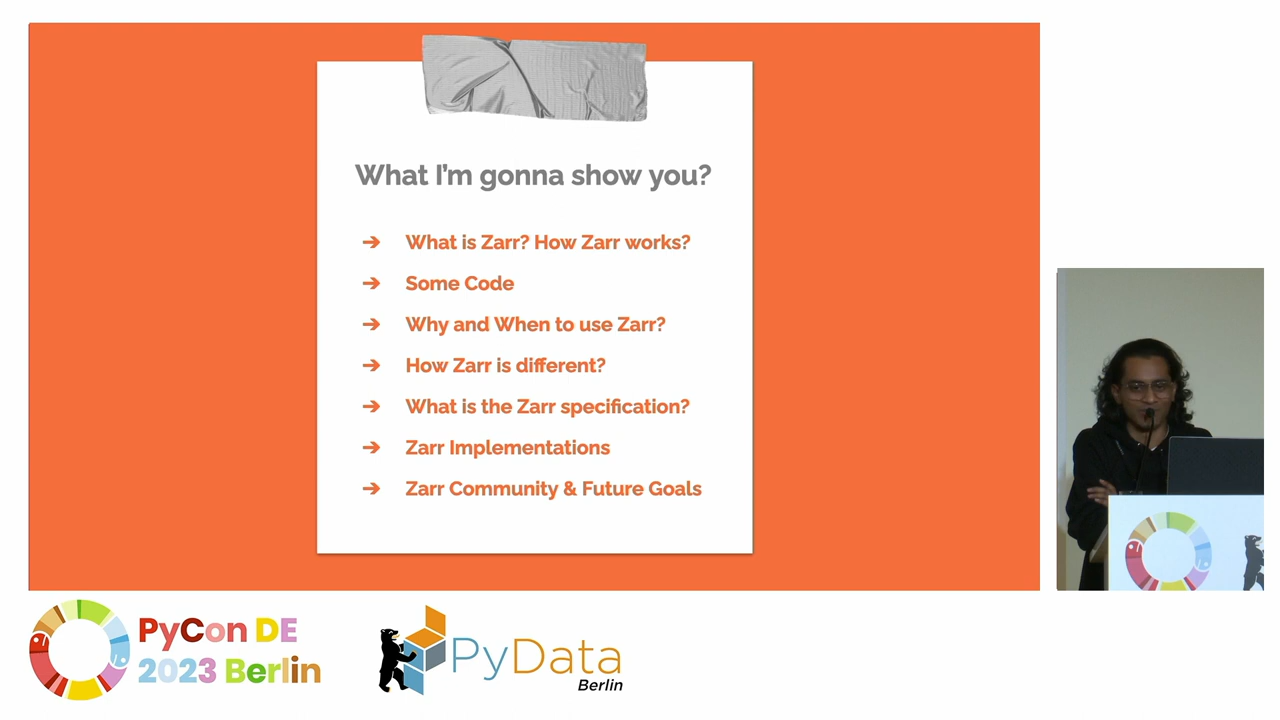 What I'm gonna show you?
➔ What is Zarr? How Zarr works?
➔ Some Code
➔ Why and When to use Zarr?
➔ How Zarr is different?
➔ What is the Zarr specification?
➔ Zarr Implementations
➔ Zarr Community & Future Goals
PyCon DE
2023 Berlin
PyData
Berlin